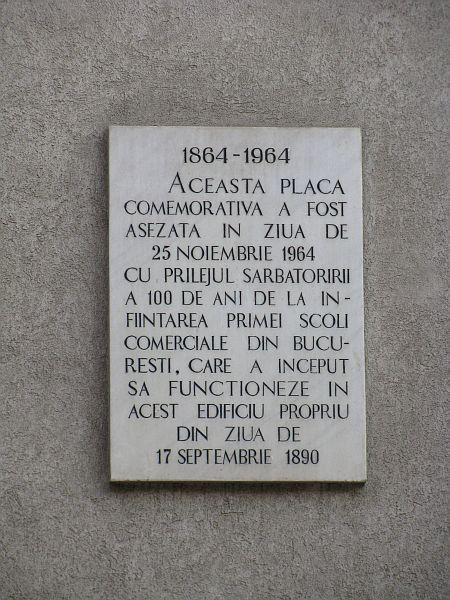 1864-1964
ACEASTA PLACA
COMEMORATIVA A FOST
ASEZATA IN ZIUA DE
25 NOIEMBRIE 1964
CU PRILEJUL SARBATORIRII
A 100 DE ANI DE LA IN-
FIINTAREA PRIMEI SCOLI
COMERCIALE DIN BUCU-
RESTI, CARE A INCEPUT
SA FUNCTIONEZE IN
ACEST EDIFICIU PROPRIU
DIN ZIUA DE
17 SEPTEMBRIE 1890